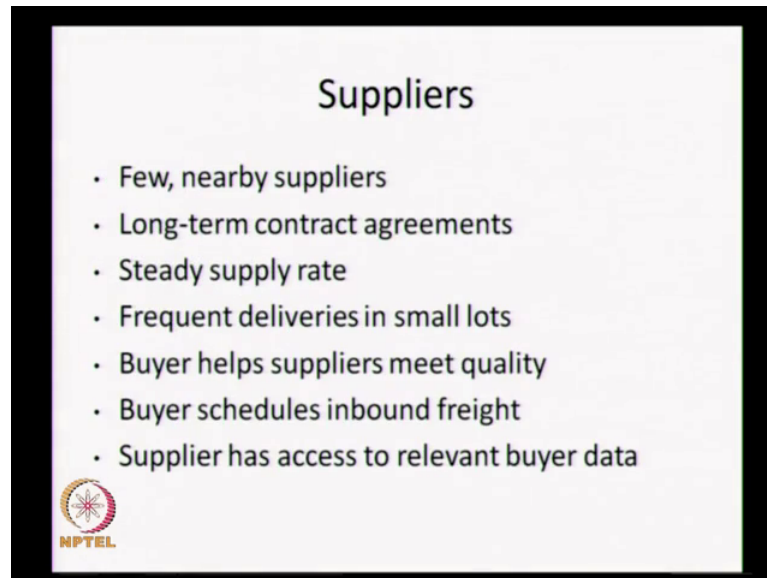 Suppliers
• Few, nearby suppliers
• Long-term contract agreements
• Steady supply rate
• Frequent deliveries in small lots
• Buyer helps suppliers meet quality
• Buyer schedules inbound freight
• Supplier has access to relevant buyer data
NPTEL